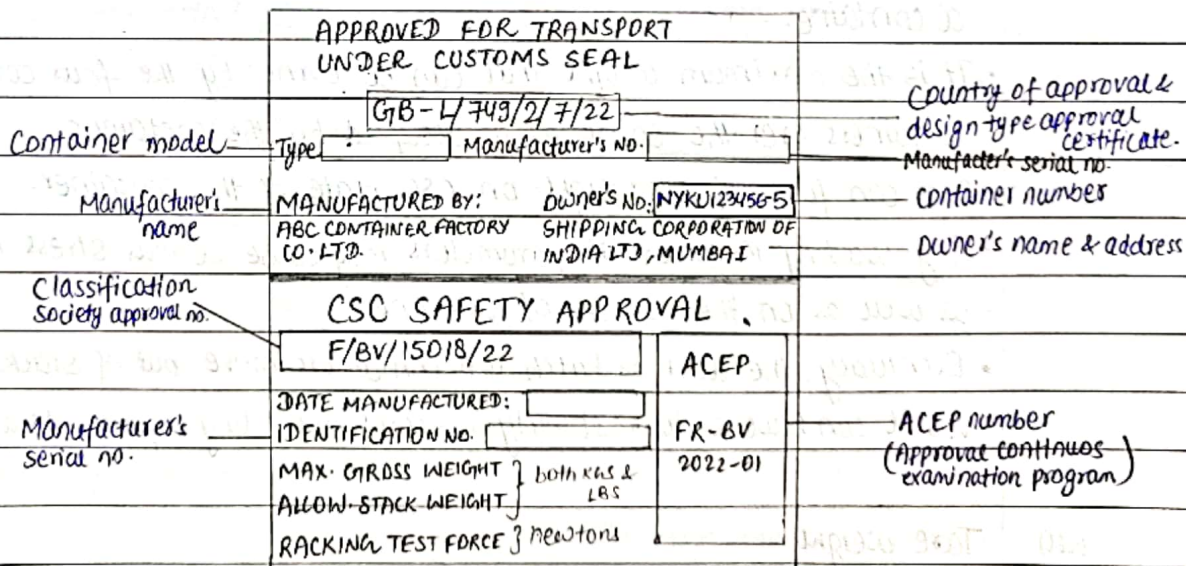 APPROVED FOR TRANSPORT
UNDER CUSTOMS SEAL
GB-L/749/2/7/22
Country of approval &
design type approval
certificate.
Container model
Type
Manufacturer's NO.
Manufacter's serial no.
Manufacturer's
name
MANUFACTURED BY:
ABC CONTAINER FACTORY
CO. LTD.
Owner's No: NYKU123456-5
container number
SHIPPING CORPORATION OF
INDIA LTD, MUMBAI
Owner's name & address
Classification
Society approval no.
CSC SAFETY APPROVAL
F/BV/15018/22
ACEP
DATE MANUFACTURED:
Manufacturer's
serial no.
IDENTIFICATION NO.
FR-BV
2022-01
ACEP number
(Approval continuos
examination program)
MAX. GROSS WEIGHT
ALLOW. STACK WEIGHT
both KGS &
LBS
RACKING TEST FORCE } newtons